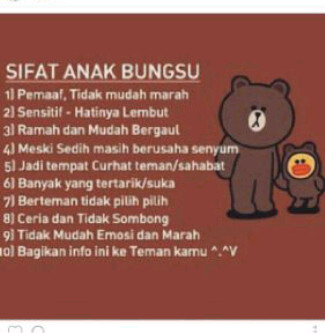 SIFAT ANAK BUNGSU
1) Pemaaf, Tidak mudah marah
2) Sensitif - Hatinya Lembut
3) Ramah dan Mudah Bergaul
4) Meski Sedih masih berusaha senyum
5) Jadi tempat Curhat teman/sahabat
6) Banyak yang tertarik/suka
7) Berteman tidak pilih pilih
8) Ceria dan Tidak Sombong
9) Tidak Mudah Emosi dan Marah
10) Bagikan info ini ke Teman kamu ^.^V